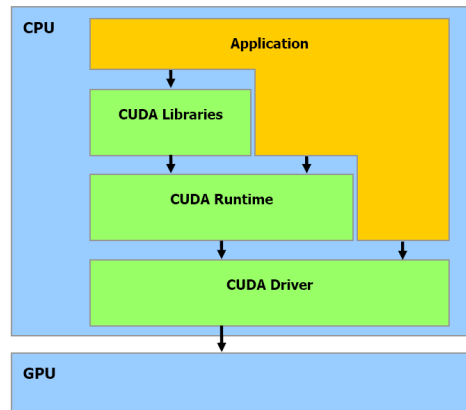 CPU
Application
CUDA Libraries
CUDA Runtime
CUDA Driver
GPU